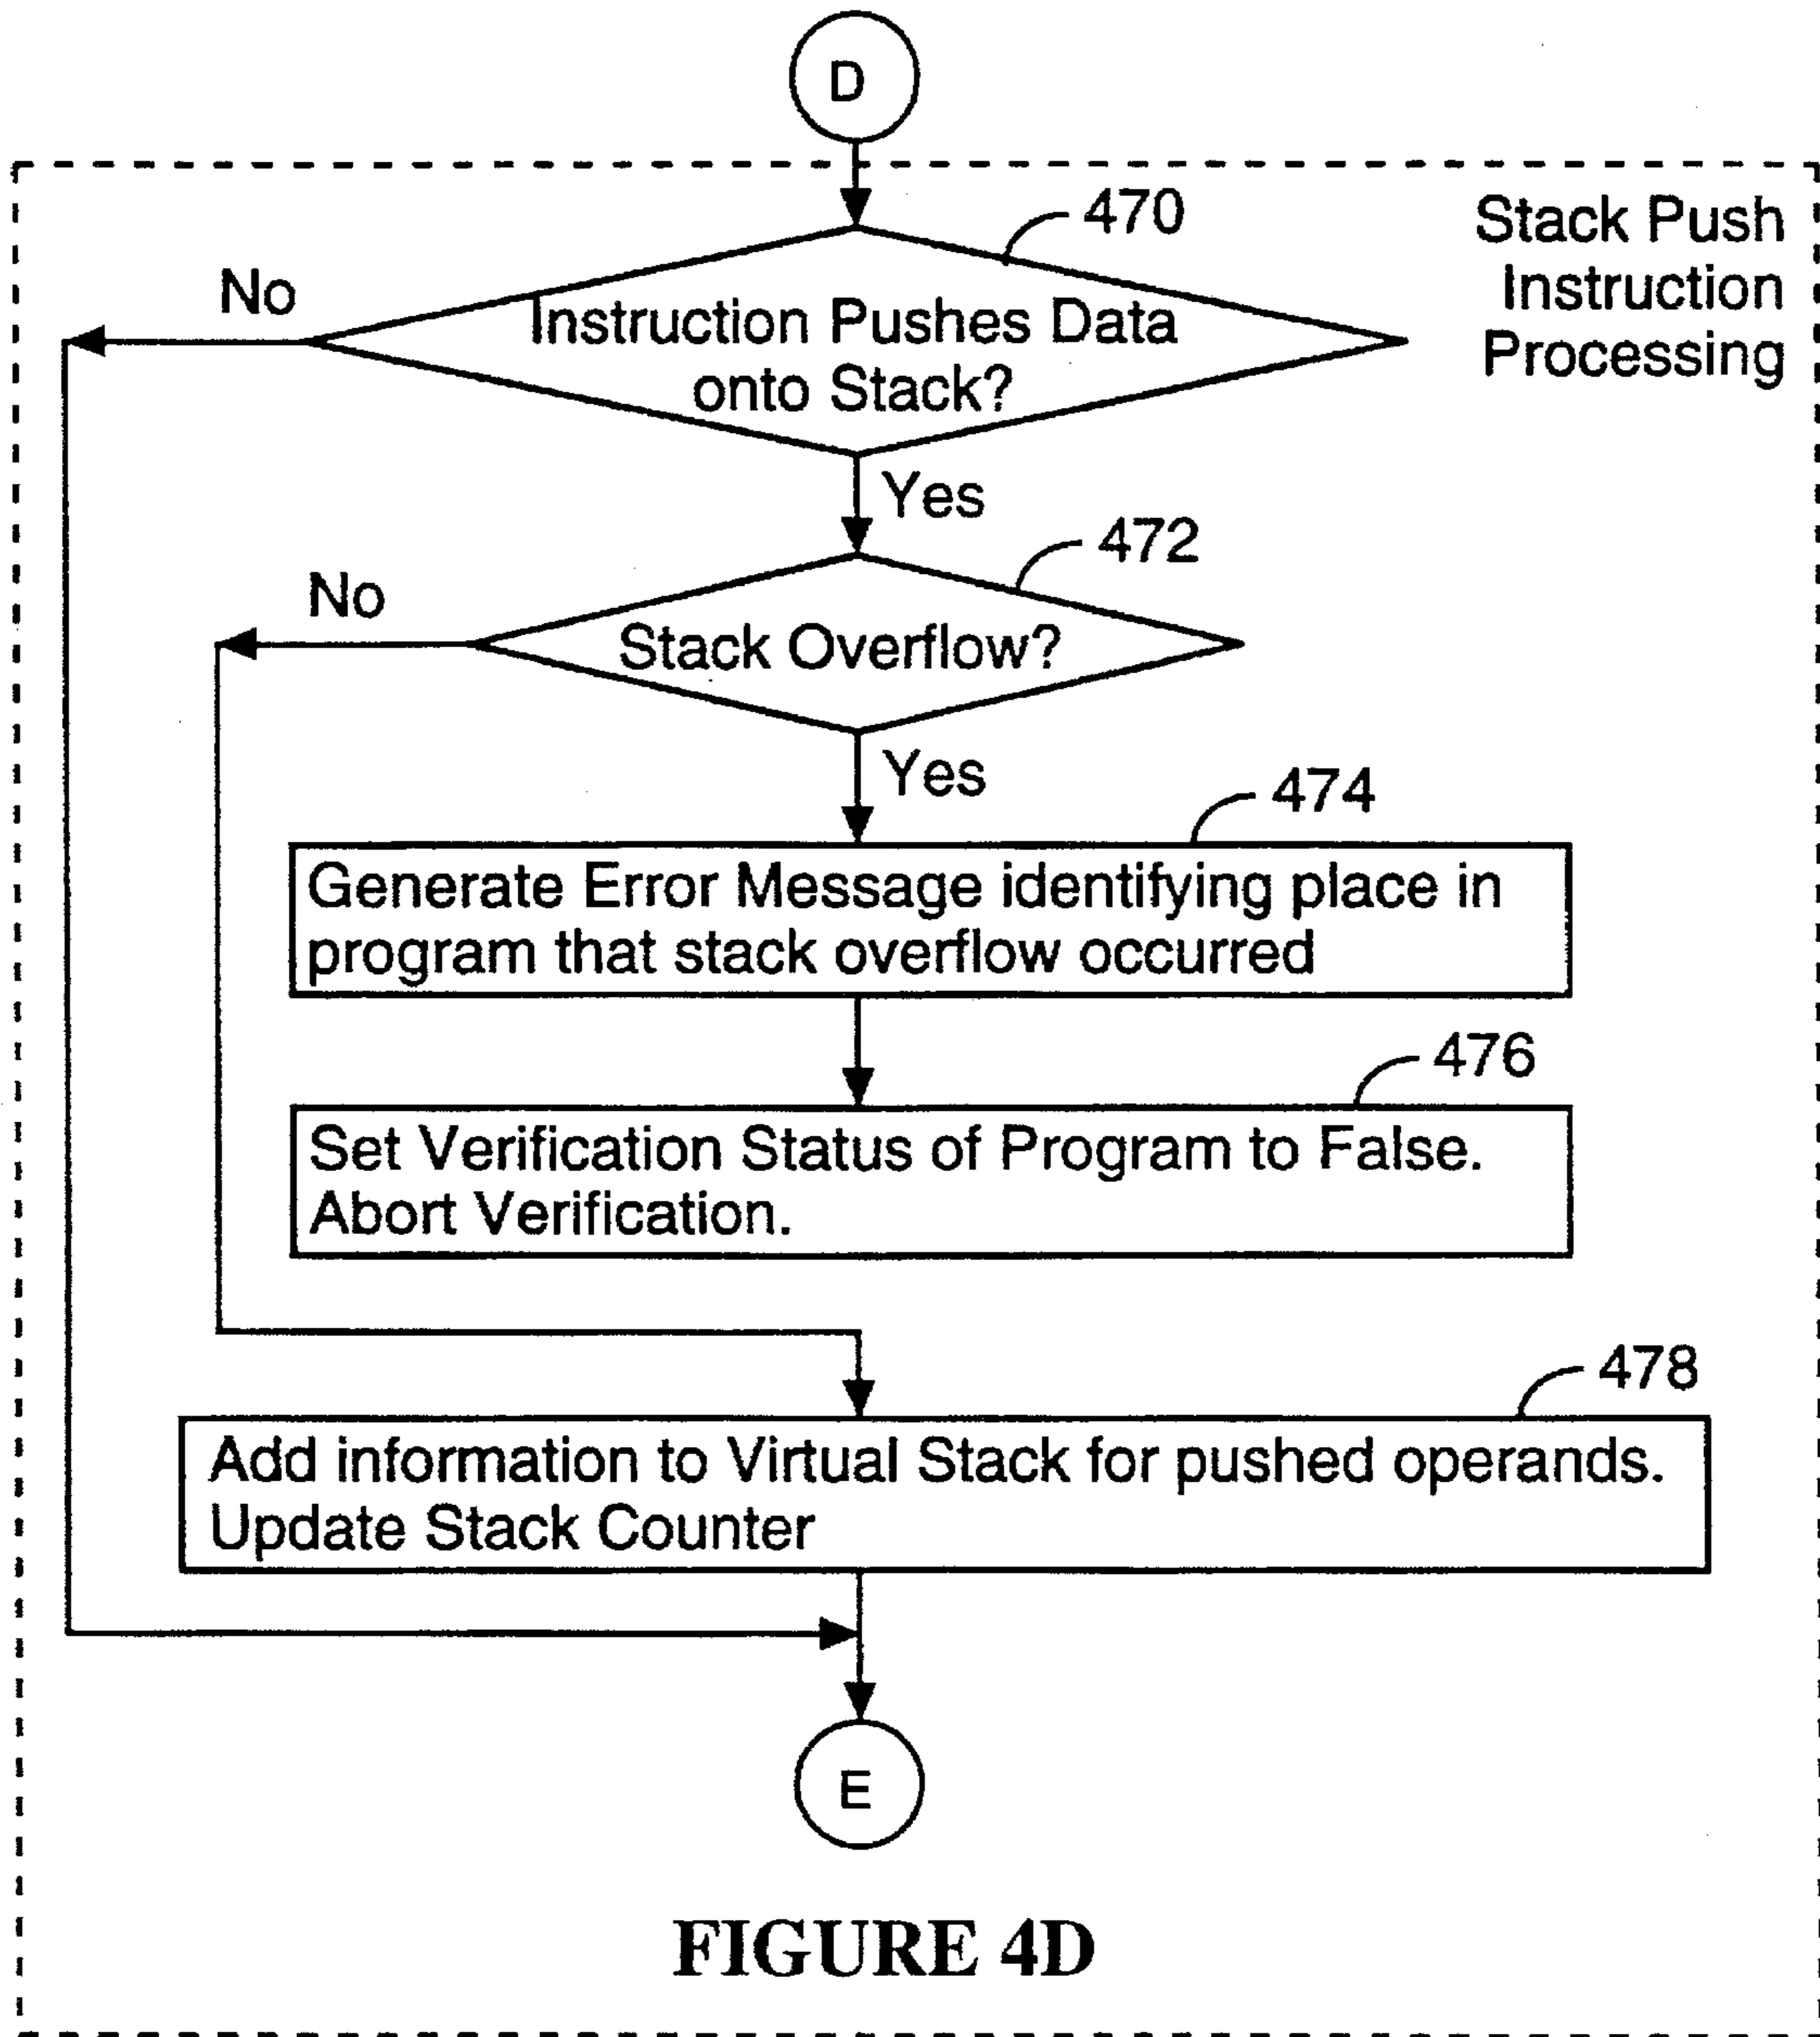 D
470
Stack Push
Instruction
Processing
No
Instruction Pushes Data
onto Stack?
Yes
472
No
Stack Overflow?
Yes
474
Generate Error Message identifying place in
program that stack overflow occurred
476
Set Verification Status of Program to False.
Abort Verification.
478
Add information to Virtual Stack for pushed operands.
Update Stack Counter
E
FIGURE 4D